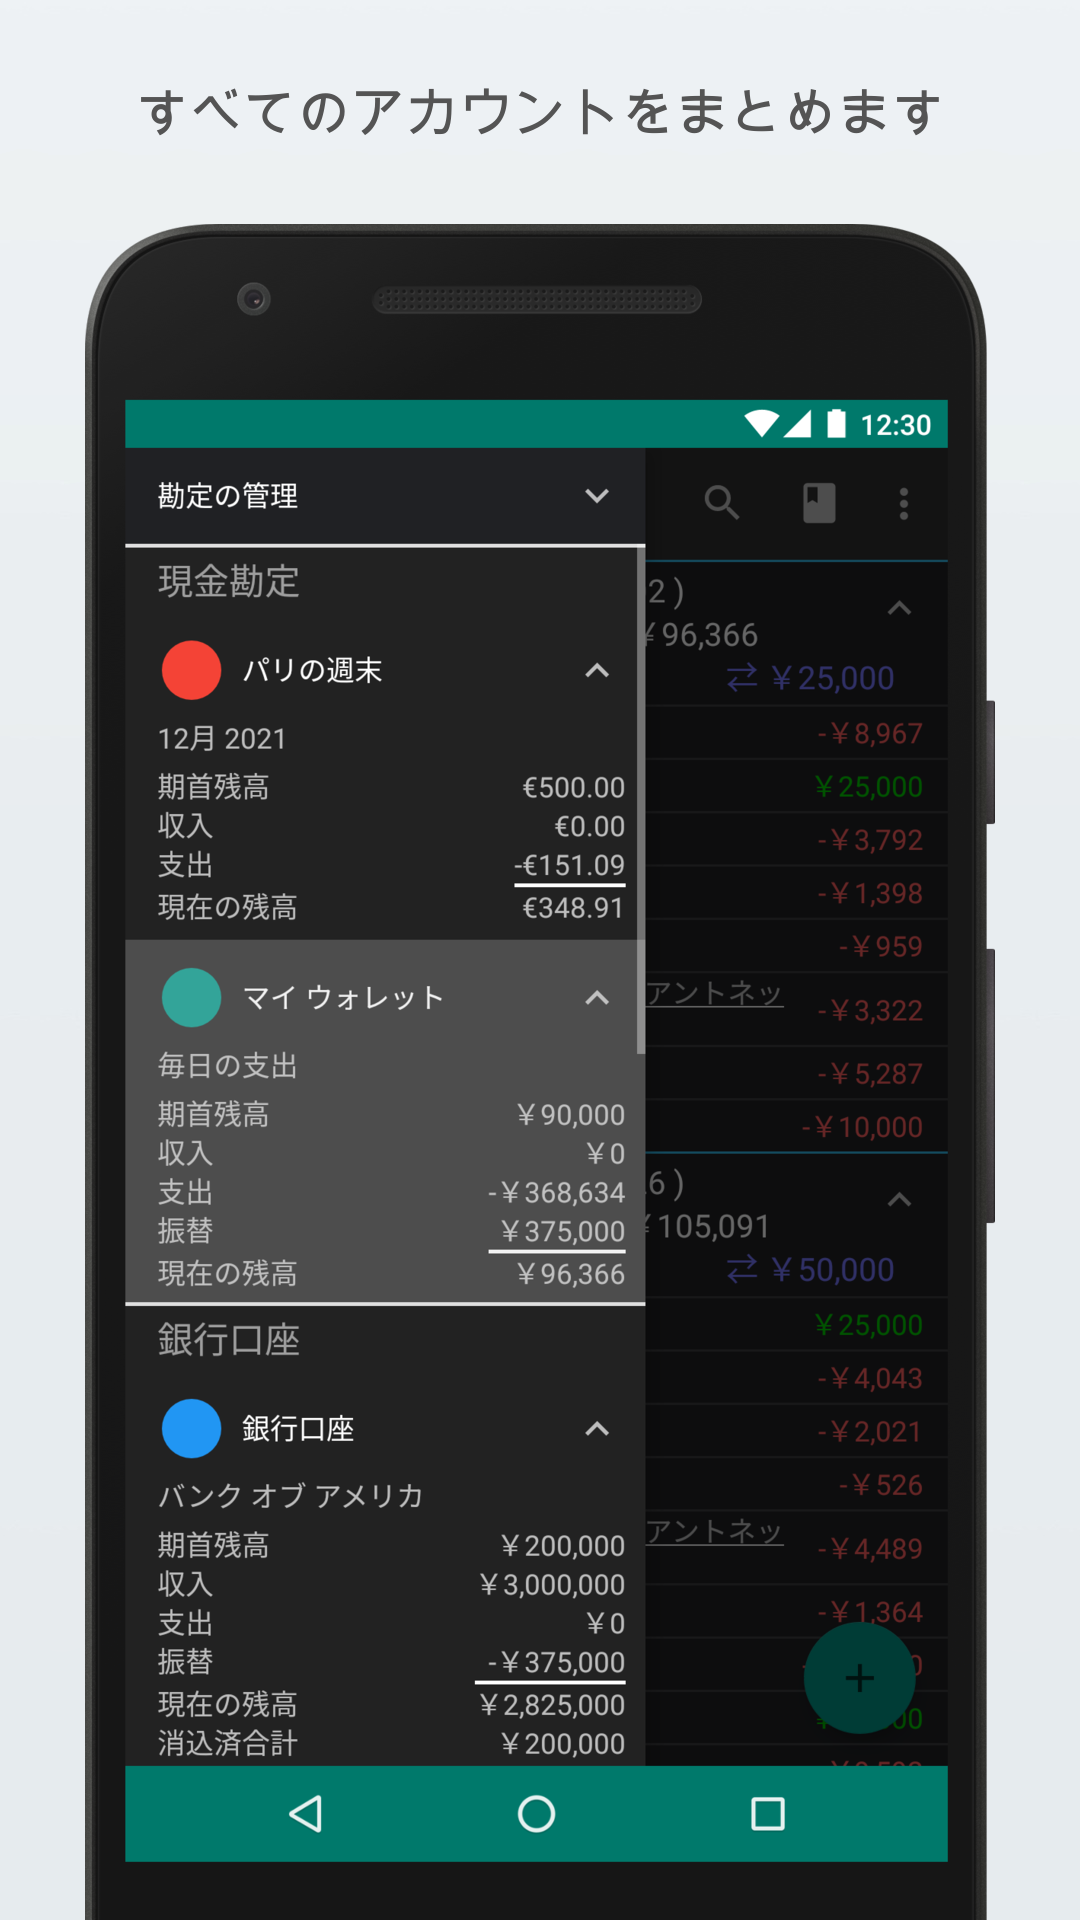 すべてのアカウントをまとめます
12:30
勘定の管理
現金勘定
パリの週末
12月 2021
期首残高 €500.00
収入 €0.00
支出 -€151.09
現在の残高 €348.91
マイ ウォレット
毎日の支出
期首残高 ￥90,000
収入 ￥0
支出 -￥368,634
振替 ￥375,000
現在の残高 ￥96,366
銀行口座
銀行口座
バンク オブ アメリカ
期首残高 ￥200,000
収入 ￥3,000,000
支出 ￥0
振替 -￥375,000
現在の残高 ￥2,825,000
消込済合計 ￥200,000
2 )
￥96,366
￥25,000
-￥8,967
￥25,000
-￥3,792
-￥1,398
-￥959
アントネッ
-￥3,322
-￥5,287
-￥10,000
6 )
￥105,091
￥50,000
￥25,000
-￥4,043
-￥2,021
-￥526
アントネッ
-￥4,489
-￥1,364